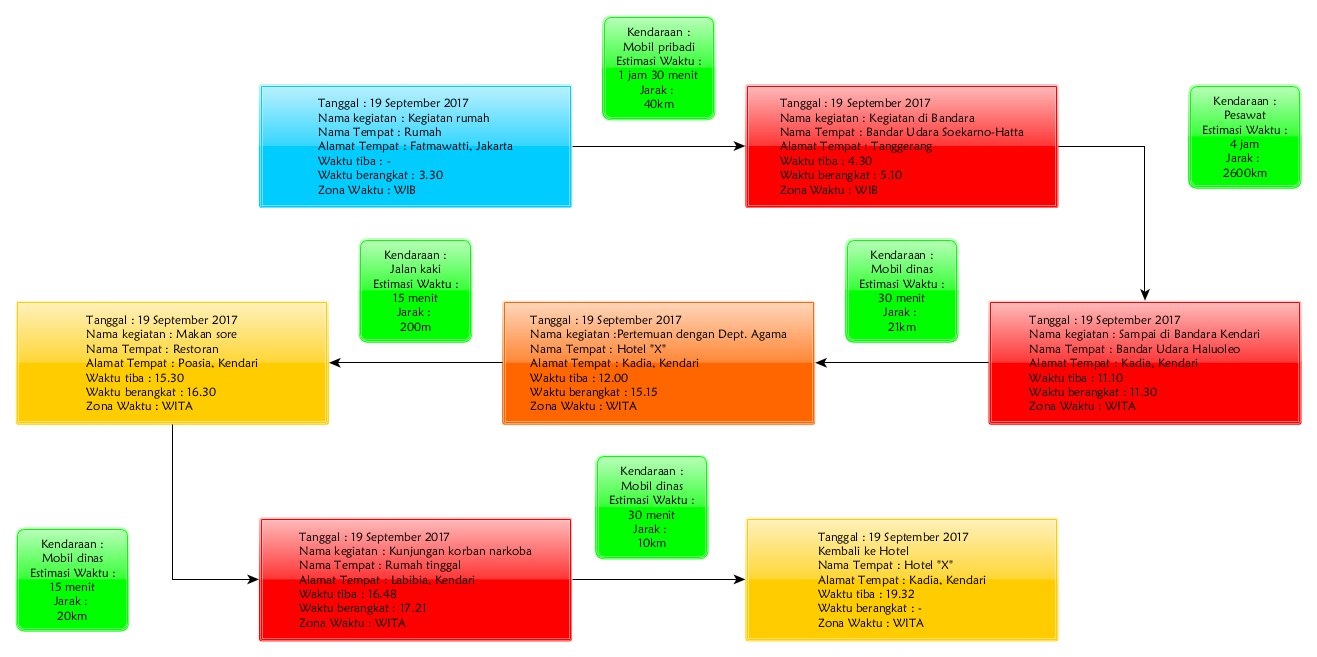 Tanggal : 19 September 2017
Nama kegiatan : Kegiatan rumah
Nama Tempat : Rumah
Alamat Tempat : Fatmawatti, Jakarta
Waktu tiba : -
Waktu berangkat : 3.30
Zona Waktu : WIB
Kendaraan :
Mobil pribadi
Estimasi Waktu :
1 jam 30 menit
Jarak :
40km
Tanggal : 19 September 2017
Nama kegiatan : Kegiatan di Bandara
Nama Tempat : Bandar Udara Soekarno-Hatta
Alamat Tempat : Tanggerang
Waktu tiba : 4.30
Waktu berangkat : 5.10
Zona Waktu : WIB
Kendaraan :
Pesawat
Estimasi Waktu :
4 jam
Jarak :
2600km
Tanggal : 19 September 2017
Nama kegiatan : Sampai di Bandara Kendari
Nama Tempat : Bandar Udara Haluoleo
Alamat Tempat : Kadia, Kendari
Waktu tiba : 11.10
Waktu berangkat : 11.30
Zona Waktu : WITA
Kendaraan :
Mobil dinas
Estimasi Waktu :
30 menit
Jarak :
21km
Tanggal : 19 September 2017
Nama kegiatan :Pertemuan dengan Dept. Agama
Nama Tempat : Hotel "X"
Alamat Tempat : Kadia, Kendari
Waktu tiba : 12.00
Waktu berangkat : 15.15
Zona Waktu : WITA
Kendaraan :
Jalan kaki
Estimasi Waktu :
15 menit
Jarak :
200m
Tanggal : 19 September 2017
Nama kegiatan : Makan sore
Nama Tempat : Restoran
Alamat Tempat : Poasia, Kendari
Waktu tiba : 15.30
Waktu berangkat : 16.30
Zona Waktu : WITA
Kendaraan :
Mobil dinas
Estimasi Waktu :
15 menit
Jarak :
20km
Tanggal : 19 September 2017
Nama kegiatan : Kunjungan korban narkoba
Nama Tempat : Rumah tinggal
Alamat Tempat : Labibia, Kendari
Waktu tiba : 16.48
Waktu berangkat : 17.21
Zona Waktu : WITA
Kendaraan :
Mobil dinas
Estimasi Waktu :
30 menit
Jarak :
10km
Tanggal : 19 September 2017
Kembali ke Hotel
Nama Tempat : Hotel "X"
Alamat Tempat : Kadia, Kendari
Waktu tiba : 19.32
Waktu berangkat : -
Zona Waktu : WITA